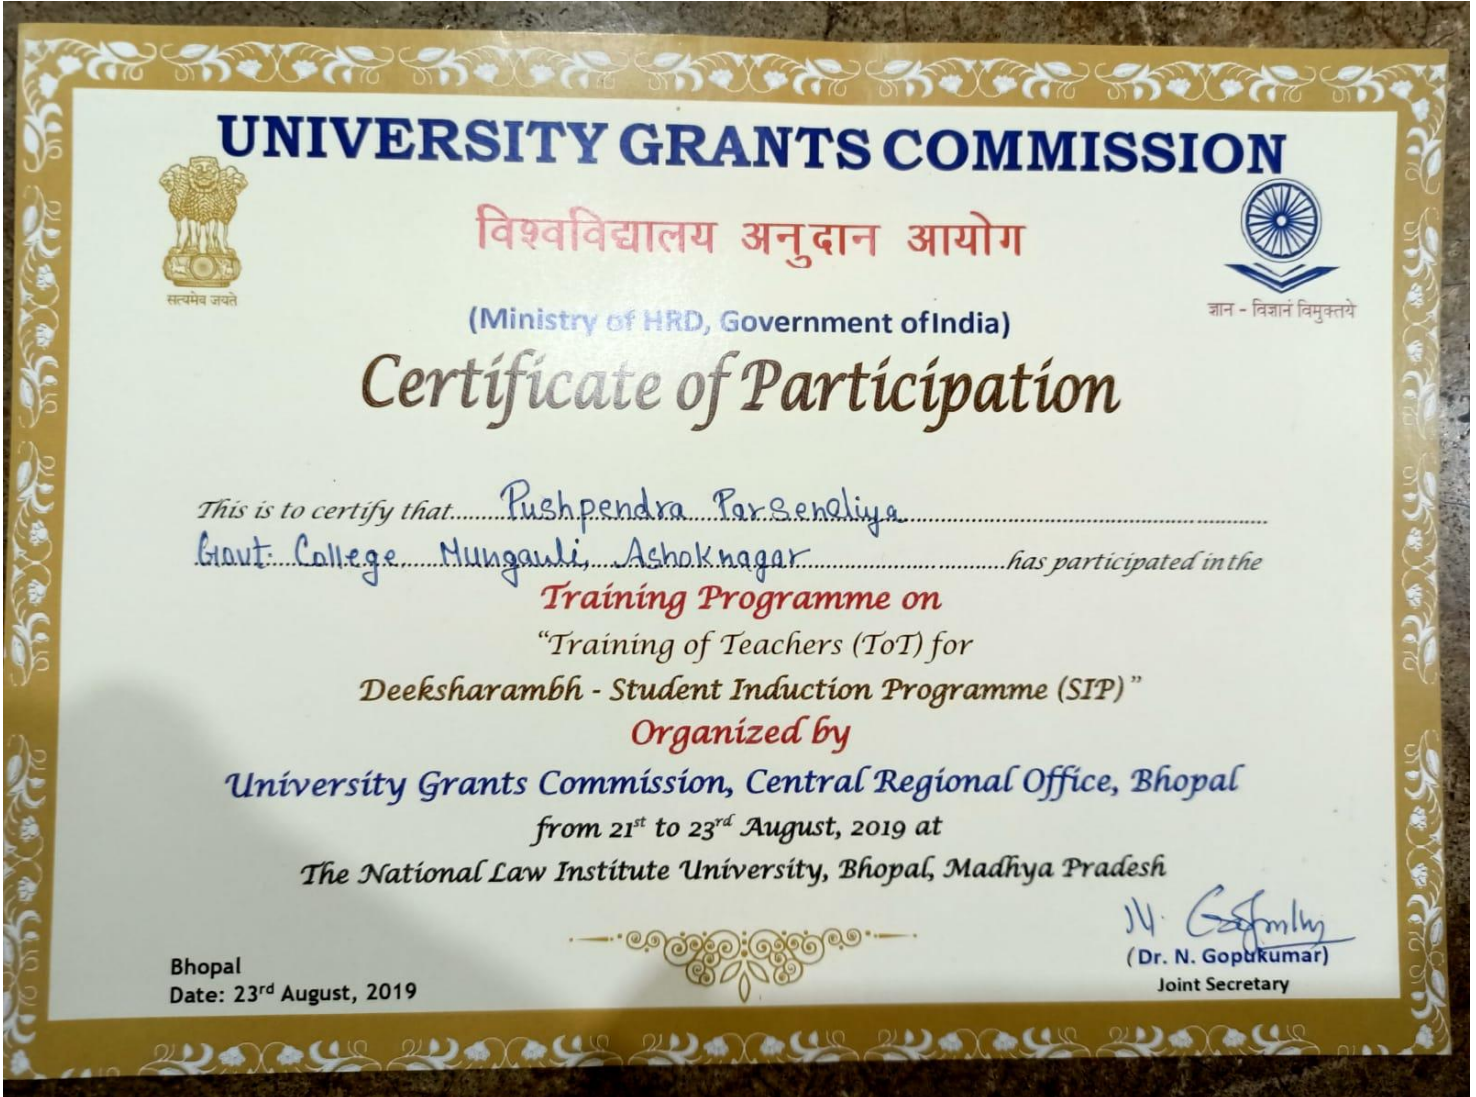 UNIVERSITY GRANTS COMMISSION
विश्वविद्यालय अनुदान आयोग
सत्यमेव जयते
ज्ञान - विज्ञानं विमुक्तये
(Ministry of HRD, Government of India)
Certificate of Participation
This is to certify that Pushpendra Parsenaliya
Govt. College Mungauli, Ashoknagar has participated in the
Training Programme on
“Training of Teachers (ToT) for
Deeksharambh - Student Induction Programme (SIP)”
Organized by
University Grants Commission, Central Regional Office, Bhopal
from 21st to 23rd August, 2019 at
The National Law Institute University, Bhopal, Madhya Pradesh
(Dr. N. Gopukumar)
Joint Secretary
Bhopal
Date: 23rd August, 2019